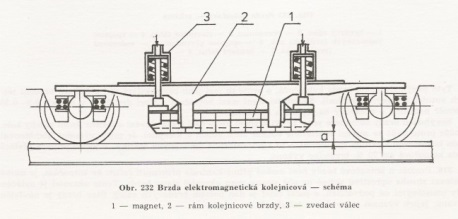 3 2 1
a
Obr. 232 Brzda elektromagnetická kolejnicová — schéma
1 — magnet, 2 — rám kolejnicové brzdy, 3 — zvedací válec